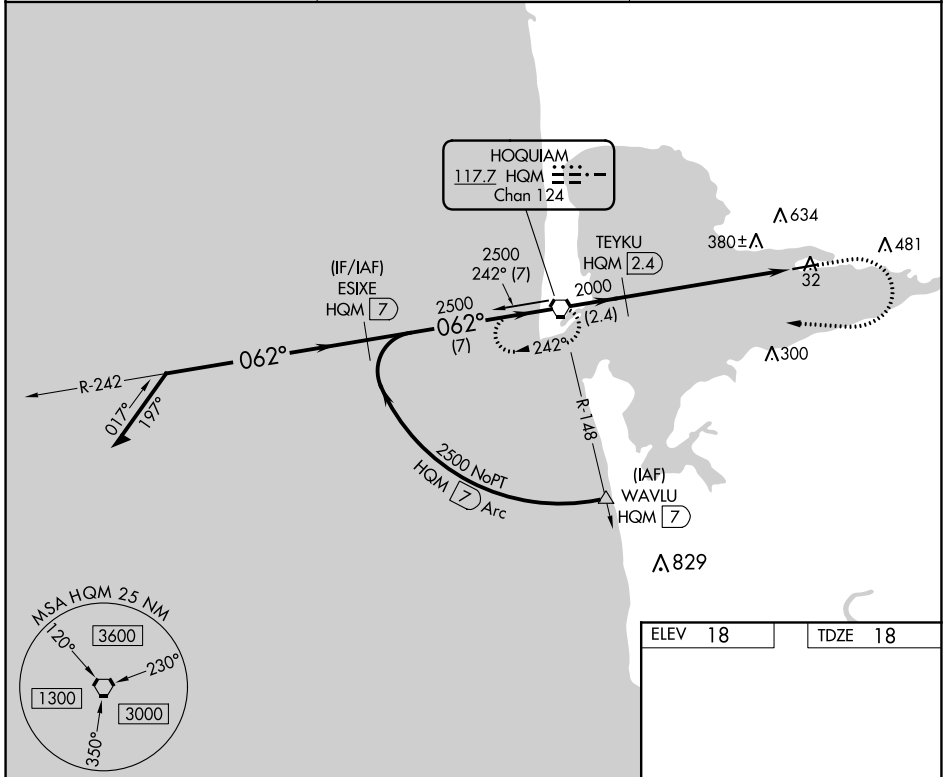 HOQUIAM
117.7 HQM
Chan 124
634
380±
481
TEYKU
HQM 2.4
2500
242° (7)
(IF/IAF)
ESIXE
HQM 7
2500
062°
(7)
2000
(2.4)
32
242°
062°
R-242
017°
197°
300
R-148
2500 NoPT
HQM 7 Arc
(IAF)
WAVLU
HQM 7
829
MSA HQM 25 NM
120°
3600
230°
1300
3000
350°
ELEV 18
TDZE 18